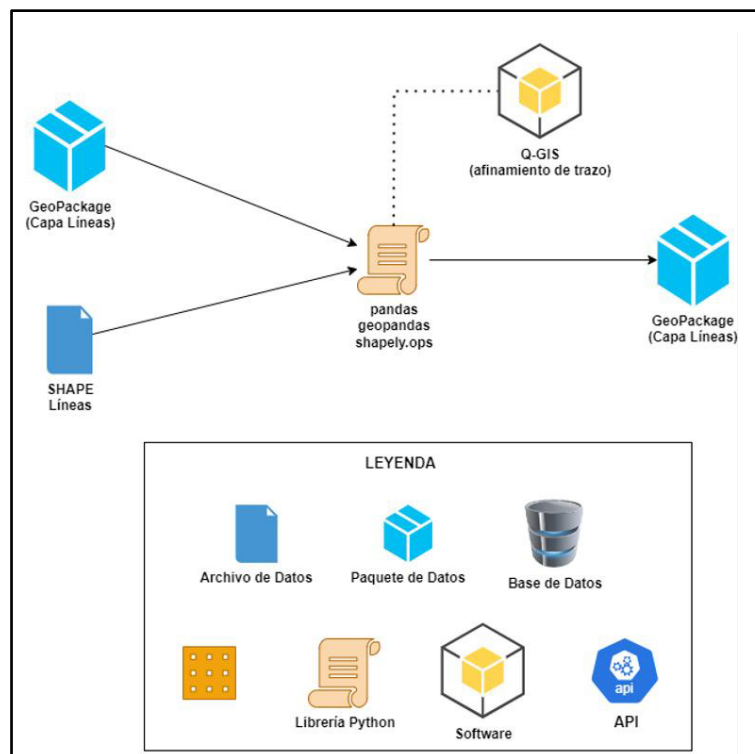 Q-GIS
(afinamiento de trazo)
GeoPackage
(Capa Líneas)
pandas
geopandas
shapely.ops
GeoPackage
(Capa Líneas)
SHAPE
Líneas
LEYENDA
Archivo de Datos
Paquete de Datos
Base de Datos
Librería Python
Software
api
API